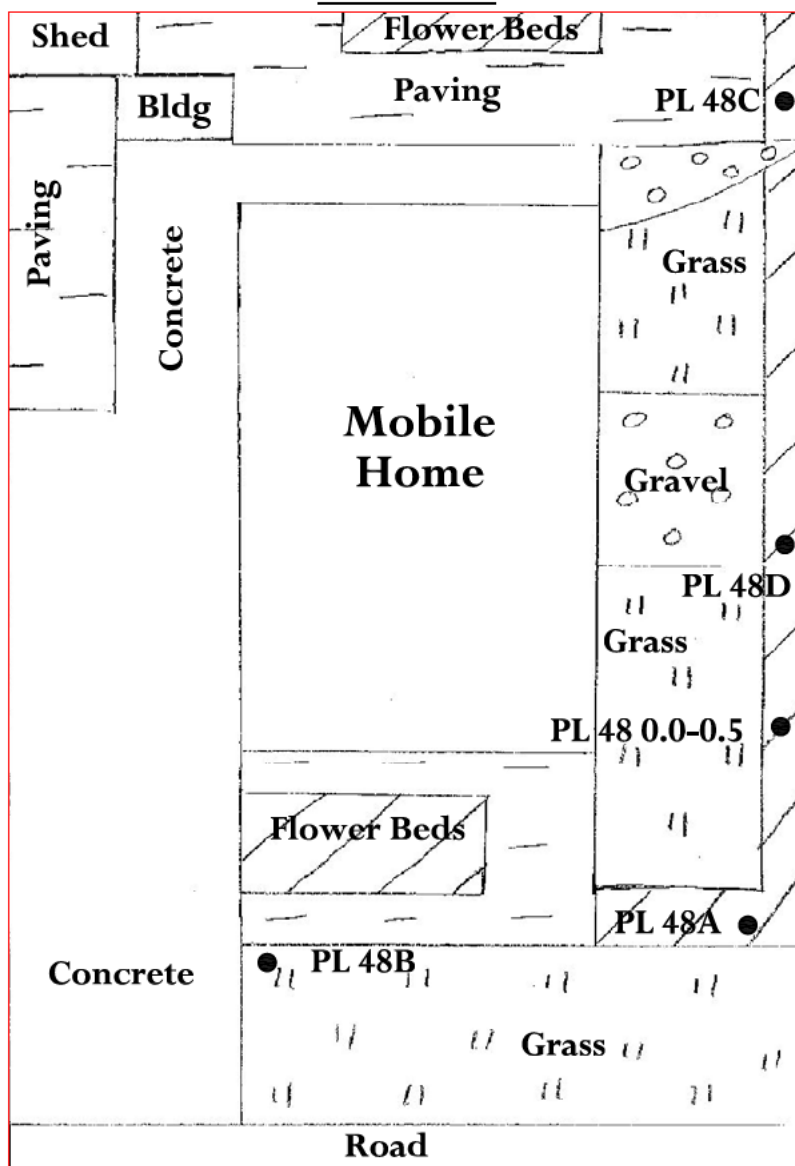 Shed
Flower Beds
Bldg
Paving
PL 48C
Paving
Concrete
Grass
Mobile
Home
Gravel
PL 48D
Grass
PL 48 0.0-0.5
Flower Beds
PL 48A
Concrete
PL 48B
Grass
Road